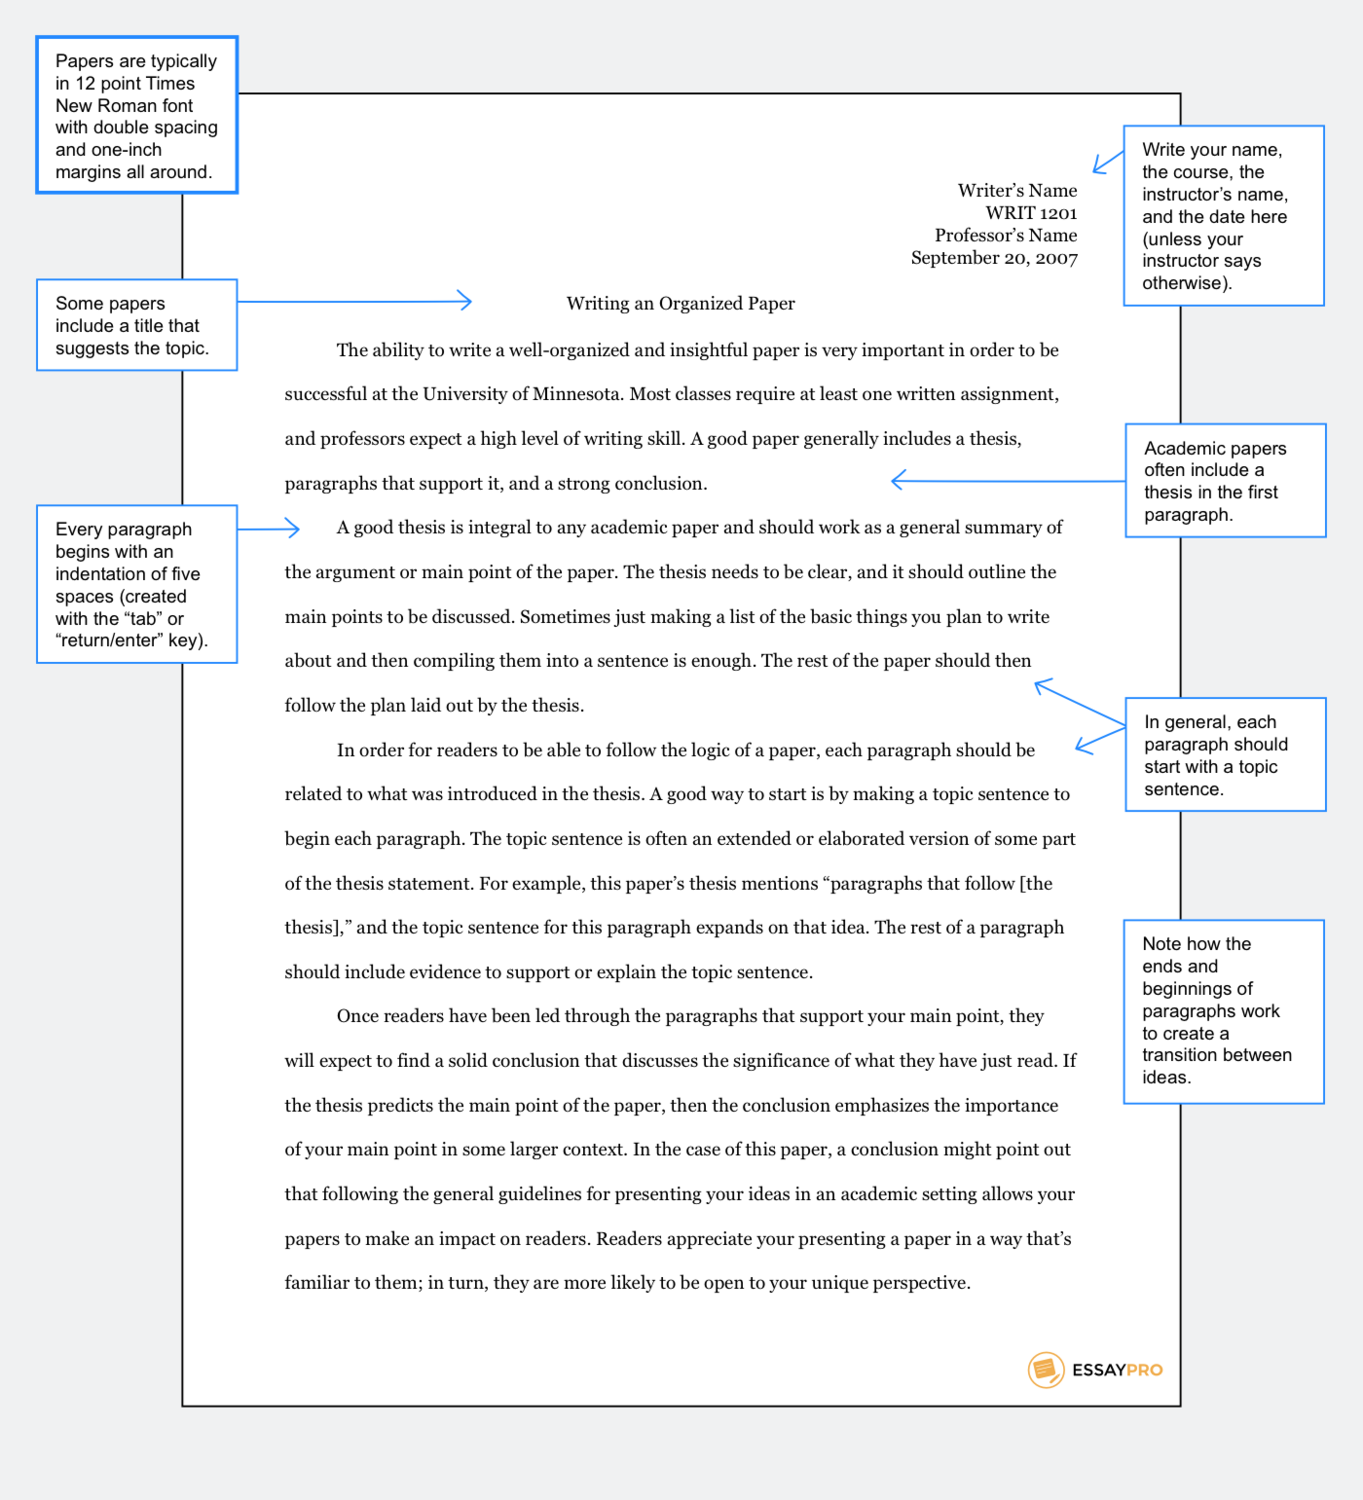 Papers are typically
in 12 point Times
New Roman font
with double spacing
and one-inch
margins all around.
Write your name,
the course, the
instructor’s name,
and the date here
(unless your
instructor says
otherwise).
Writer’s Name
WRIT 1201
Professor’s Name
September 20, 2007
Some papers
include a title that
suggests the topic.
Writing an Organized Paper
The ability to write a well-organized and insightful paper is very important in order to be
successful at the University of Minnesota. Most classes require at least one written assignment,
and professors expect a high level of writing skill. A good paper generally includes a thesis,
paragraphs that support it, and a strong conclusion.
Academic papers
often include a
thesis in the first
paragraph.
Every paragraph
begins with an
indentation of five
spaces (created
with the “tab” or
“return/enter” key).
A good thesis is integral to any academic paper and should work as a general summary of
the argument or main point of the paper. The thesis needs to be clear, and it should outline the
main points to be discussed. Sometimes just making a list of the basic things you plan to write
about and then compiling them into a sentence is enough. The rest of the paper should then
follow the plan laid out by the thesis.
In general, each
paragraph should
start with a topic
sentence.
In order for readers to be able to follow the logic of a paper, each paragraph should be
related to what was introduced in the thesis. A good way to start is by making a topic sentence to
begin each paragraph. The topic sentence is often an extended or elaborated version of some part
of the thesis statement. For example, this paper’s thesis mentions “paragraphs that follow [the
thesis],” and the topic sentence for this paragraph expands on that idea. The rest of a paragraph
should include evidence to support or explain the topic sentence.
Note how the
ends and
beginnings of
paragraphs work
to create a
transition between
ideas.
Once readers have been led through the paragraphs that support your main point, they
will expect to find a solid conclusion that discusses the significance of what they have just read. If
the thesis predicts the main point of the paper, then the conclusion emphasizes the importance
of your main point in some larger context. In the case of this paper, a conclusion might point out
that following the general guidelines for presenting your ideas in an academic setting allows your
papers to make an impact on readers. Readers appreciate your presenting a paper in a way that’s
familiar to them; in turn, they are more likely to be open to your unique perspective.
ESSAYPRO